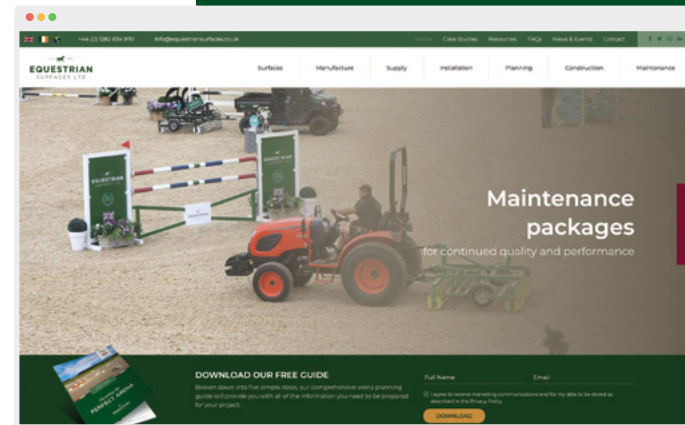 +44 (0) 1282 834 970 info@equestriansurfaces.co.uk Home Case Studies Resources FAQs News & Events Contact
EQUESTRIAN
SURFACES LTD
Surfaces Manufacture Supply Installation Planning Construction Maintenance
EQUESTRIAN
Maintenance
packages
for continued quality and performance
DOWNLOAD OUR FREE GUIDE
Broken down into five simple steps, our comprehensive arena planning
guide will provide you with all of the information you need to be prepared
for your project.
PERFECT ARENA
Full Name Email
I agree to receive marketing communications and for my data to be stored as
described in the Privacy Policy.
DOWNLOAD